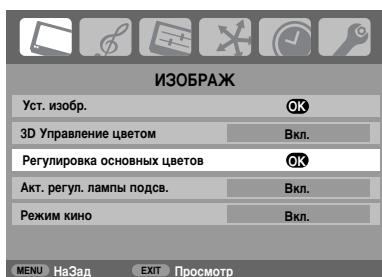 ИЗОБРАЖ
Уст. изобр. OK
3D Управление цветом Вкл.
Регулировка основных цветов OK
Акт. регул. лампы подсв. Вкл.
Режим кино Вкл.
MENU НаЗад EXIT Просмотр